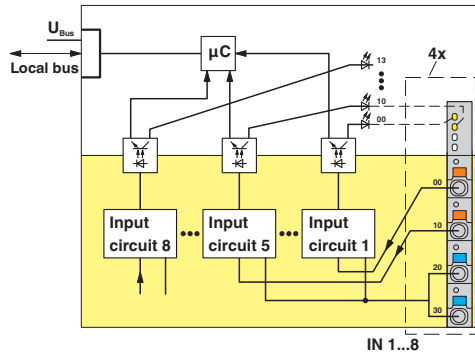 UBus
Local bus
µC
4x
13
10
00
Input circuit 8
Input circuit 5
Input circuit 1
00
10
20
30
IN 1...8